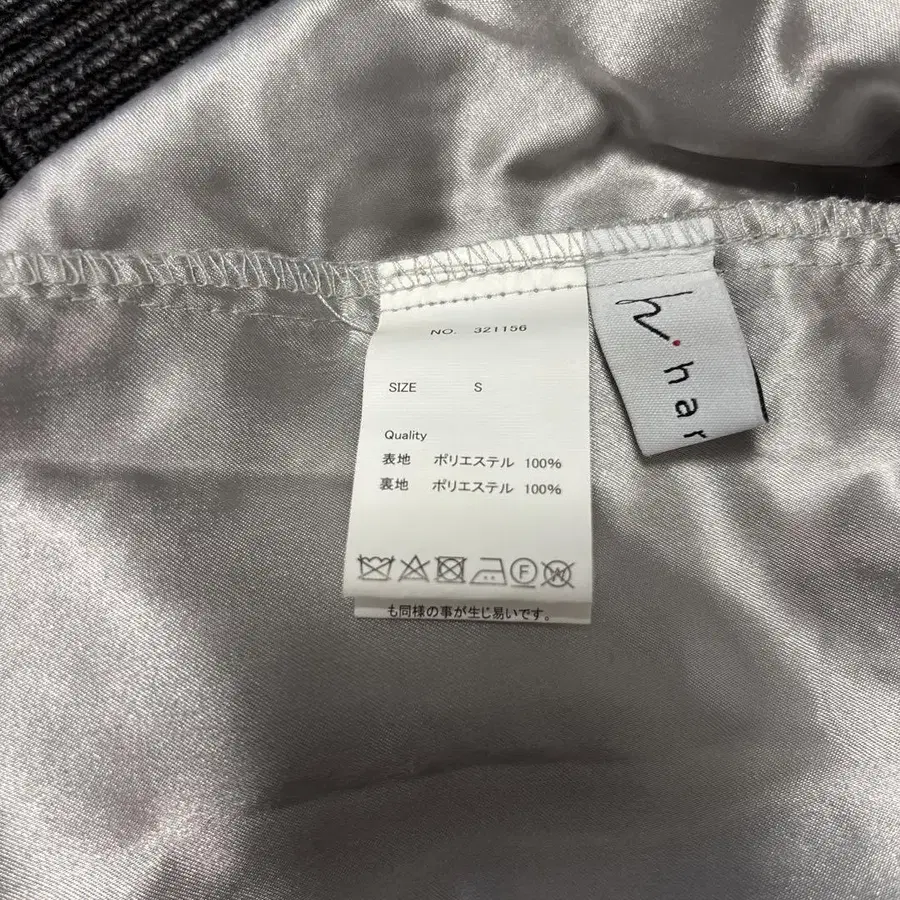 NO. 321156
SIZE S
Quality
表地 ポリエステル 100%
裏地 ポリエステル 100%
F W
も同様の事が生じ易いです。
h
har